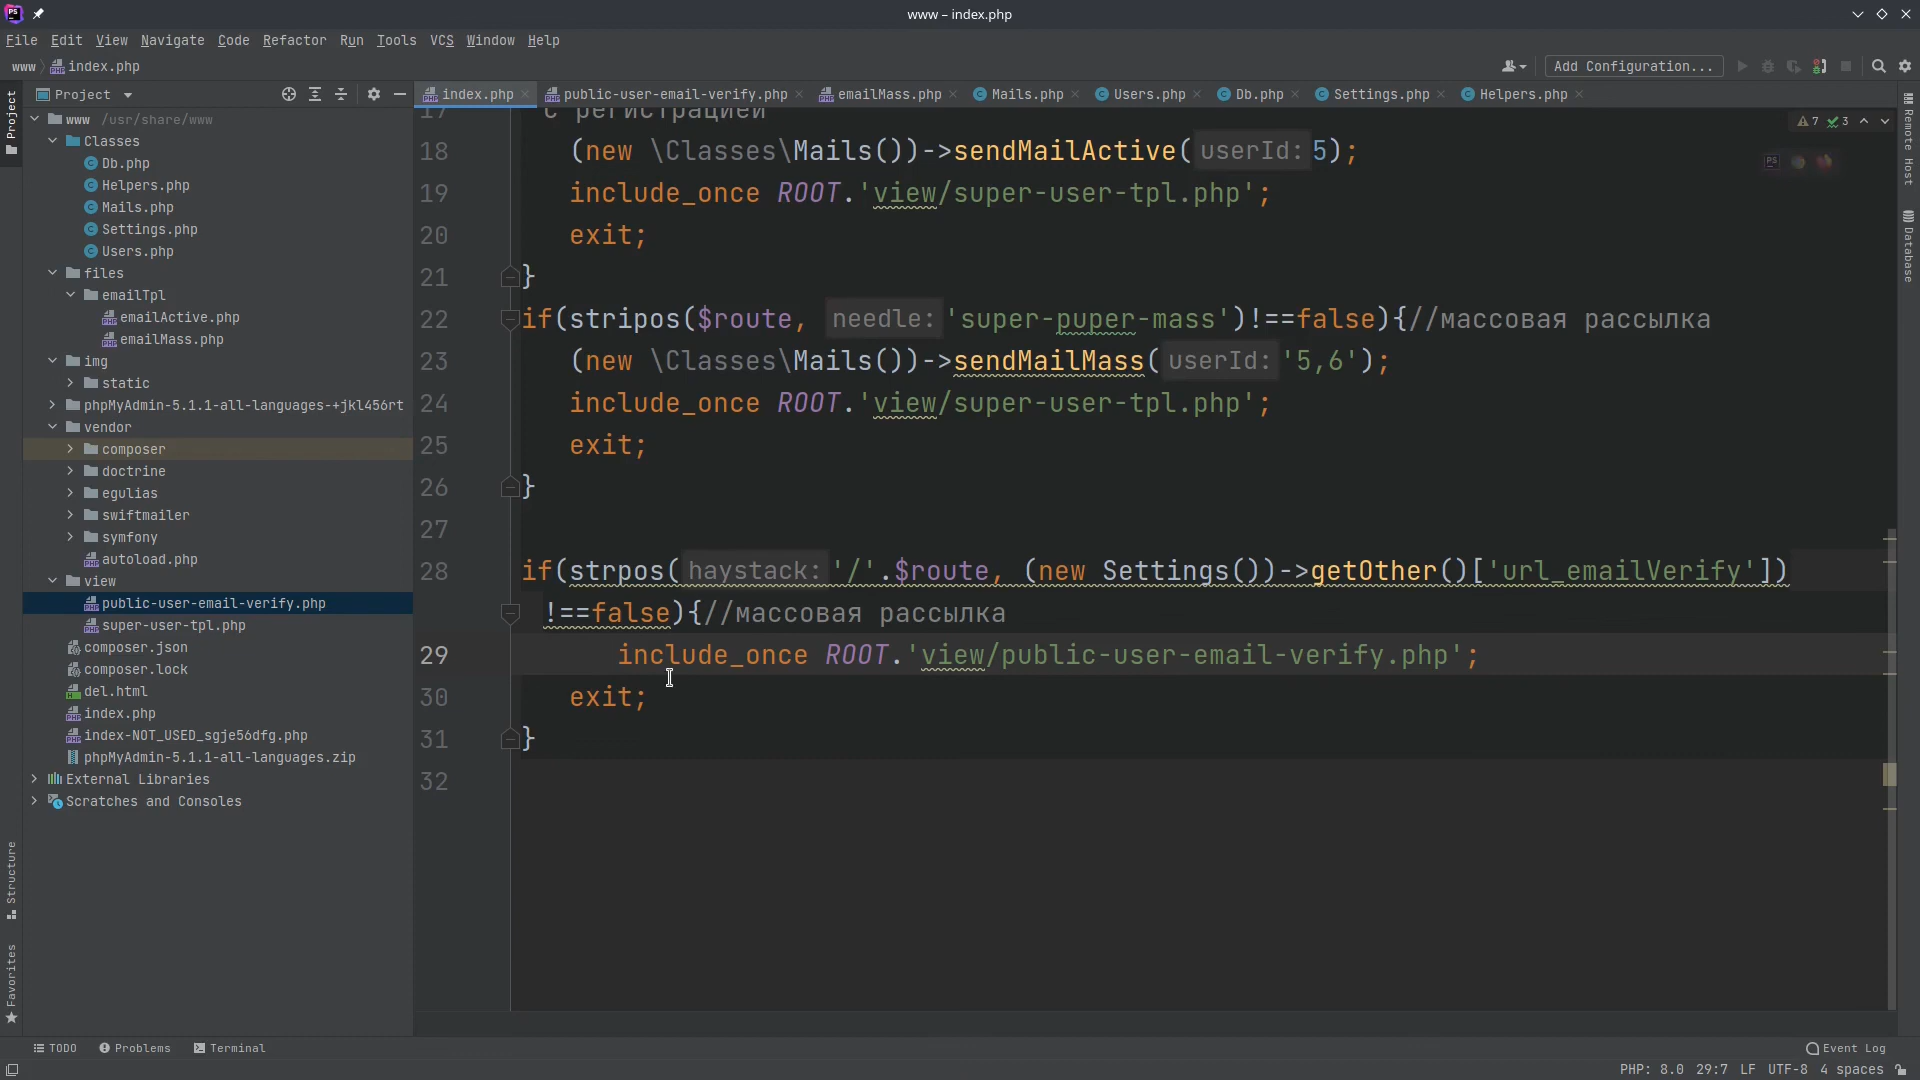 www – index.php
File Edit View Navigate Code Refactor Run Tools VCS Window Help
www index.php Add Configuration...
Project
index.php public-user-email-verify.php emailMass.php Mails.php Users.php Db.php Settings.php Helpers.php
www /usr/share/www
Classes
Db.php
Helpers.php
Mails.php
Settings.php
Users.php
files
emailTpl
emailActive.php
emailMass.php
img
static
phpMyAdmin-5.1.1-all-languages-+jkl456rt
vendor
composer
doctrine
egulias
swiftmailer
symfony
autoload.php
view
public-user-email-verify.php
super-user-tpl.php
composer.json
composer.lock
del.html
index.php
index-NOT_USED_sgje56dfg.php
phpMyAdmin-5.1.1-all-languages.zip
External Libraries
Scratches and Consoles
Project
Structure
Favorites
17 с регистрацией
7 3
18 (new \Classes\Mails())->sendMailActive( userId: 5);
19 include_once ROOT.'view/super-user-tpl.php';
20 exit;
21 }
22 if(stripos($route, needle: 'super-puper-mass')!==false){//массовая рассылка
23 (new \Classes\Mails())->sendMailMass( userId: '5,6');
24 include_once ROOT.'view/super-user-tpl.php';
25 exit;
26 }
27
28 if(strpos( haystack: '/'.$route, (new Settings())->getOther()['url_emailVerify'])
!==false){//массовая рассылка
29 include_once ROOT.'view/public-user-email-verify.php';
30 exit;
31 }
32
Remote Host
Database
TODO Problems Terminal Event Log
PHP: 8.0 29:7 LF UTF-8 4 spaces